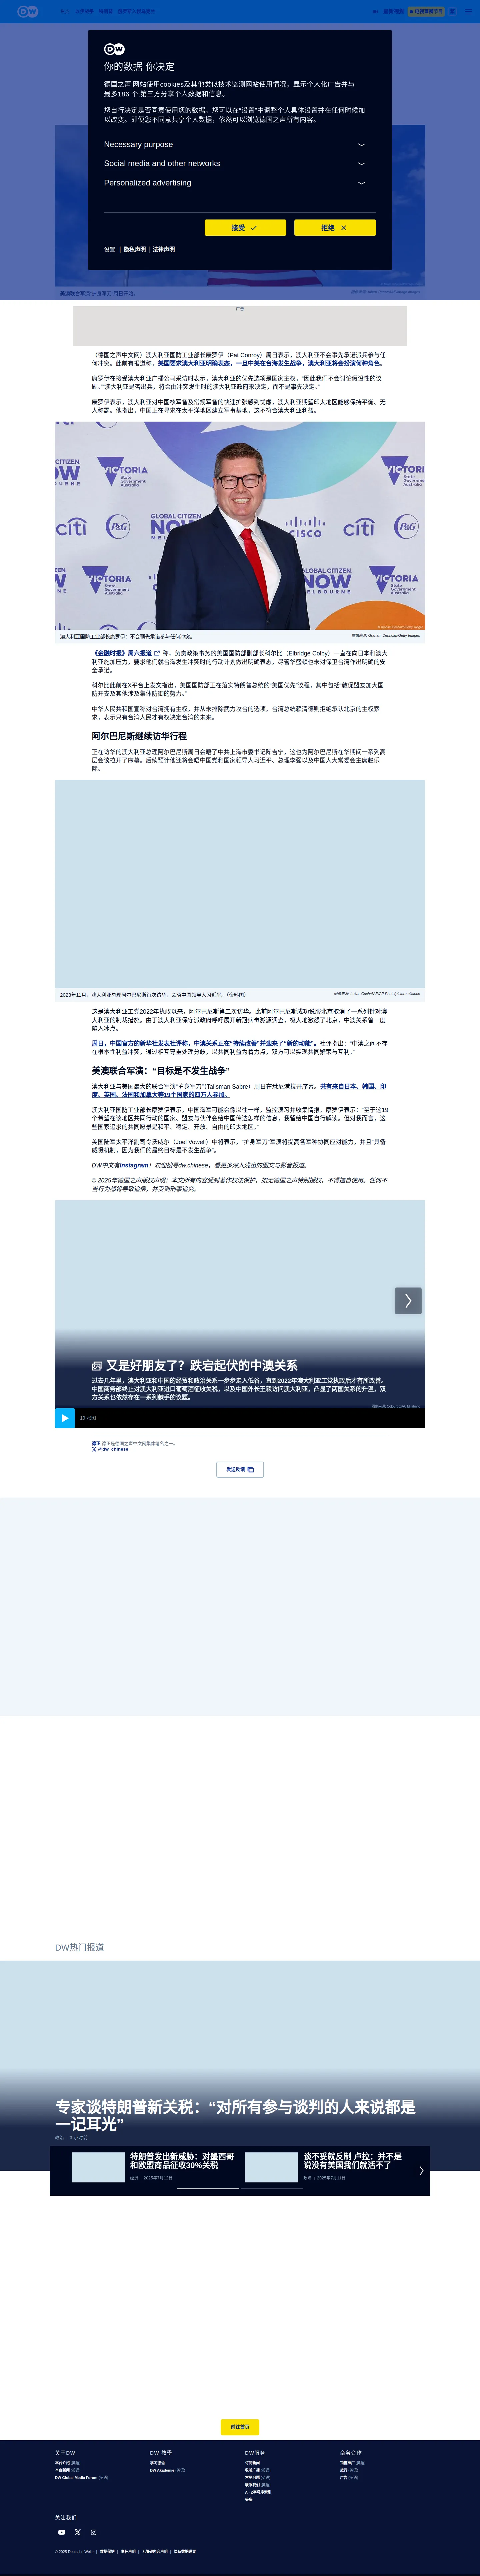 DW
你的数据 你决定
德国之声网站使用cookies及其他类似技术监测网站使用情况，显示个人化广告并与
最多186 个;第三方分享个人数据和信息。
您自行决定是否同意使用您的数据。您可以在"设置"中调整个人具体设置并在任何时候加
以改变。即便您不同意共享个人数据，依然可以浏览德国之声所有内容。
Necessary purpose
Social media and other networks
Personalized advertising
接受
拒绝
设置 | 隐私声明 | 法律声明
美澳联合军演"护身军刀"周日开始。
广告
（德国之声中文网）澳大利亚国防工业部长康罗伊（Pat Conroy）周日表示，澳大利亚不会事先承诺派兵参与任
何冲突。此前有报道称，美国要求澳大利亚明确表态，一旦中美在台海发生战争，澳大利亚将会扮演何种角色。
康罗伊在接受澳大利亚广播公司采访时表示，澳大利亚的优先选项是国家主权，"因此我们不会讨论假设性的议
题。""澳大利亚是否出兵，将会由冲突发生时的澳大利亚政府来决定，而不是事先决定。"
康罗伊表示，澳大利亚对中国核军备及常规军备的快速扩张感到忧虑，澳大利亚期望印太地区能够保持平衡、无
人称霸。他指出，中国正在寻求在太平洋地区建立军事基地，这不符合澳大利亚利益。
CITIZEN
NOW
MELBOURNE
VICTORIA
State Government Australia
citi
P&G
GLOBAL CITIZEN
NOW
MELBOURNE
CISCO
澳大利亚国防工业部长康罗伊：不会预先承诺参与任何冲突。
图像来源: Graham Denholm/Getty Images
《金融时报》周六报道 称，负责政策事务的美国国防部副部长科尔比（Elbridge Colby）一直在向日本和澳大
利亚施加压力，要求他们就台海发生冲突时的行动计划做出明确表态，尽管华盛顿也未对保卫台湾作出明确的安
全承诺。
科尔比此前在X平台上发文指出，美国国防部正在落实特朗普总统的"美国优先"议程，其中包括"敦促盟友加大国
防开支及其他涉及集体防御的努力。"
中华人民共和国宣称对台湾拥有主权，并从未排除武力攻台的选项。台湾总统赖清德则拒绝承认北京的主权索
求，表示只有台湾人民才有权决定台湾的未来。
阿尔巴尼斯继续访华行程
正在访华的澳大利亚总理阿尔巴尼斯周日会晤了中共上海市委书记陈吉宁，这也为阿尔巴尼斯在华期间一系列高
层会谈拉开了序幕。后续预计他还将会晤中国党和国家领导人习近平、总理李强以及中国人大常委会主席赵乐
际。
2023年11月，澳大利亚总理阿尔巴尼斯首次访华，会晤中国领导人习近平。（资料图）
图像来源: Lukas Coch/AAP/AP Photo/picture alliance
这是澳大利亚工党2022年执政以来，阿尔巴尼斯第二次访华。此前阿尔巴尼斯成功说服北京取消了一系列针对澳
大利亚的制裁措施。由于澳大利亚保守派政府呼吁展开新冠病毒溯源调查，极大地激怒了北京，中澳关系曾一度
陷入冰点。
周日，中国官方的新华社发表社评称，中澳关系正在"持续改善"并迎来了"新的动能"。社评指出："中澳之间不存
在根本性利益冲突，通过相互尊重处理分歧，以共同利益为着力点，双方可以实现共同繁荣与互利。"
美澳联合军演："目标是不发生战争"
澳大利亚与美国最大的联合军演"护身军刀"（Talisman Sabre）周日在悉尼港拉开序幕。共有来自日本、韩国、印
度、英国、法国和加拿大等19个国家的四万人参加。
澳大利亚国防工业部长康罗伊表示，中国海军可能会像以往一样，监控演习并收集情报。康罗伊表示："至于这19
个希望在该地区共同行动的国家、盟友与伙伴会给中国传达怎样的信息，我就留给中国自行解读。但对我而言，这
些国家追求的共同愿景是和平、稳定、开放、自由的印太地区。"
美国陆军太平洋副司令沃威尔（Joel Vowell）中将表示，"护身军刀"军演将提高各军种协同应对能力，并且"具备
威慑机制，因为我们的最终目标是不发生战争"。
DW中文有Instagram！欢迎搜寻dw.chinese，看更多深入浅出的图文与影音报道。
© 2025年德国之声版权声明：本文所有内容受到著作权法保护，如无德国之声特别授权，不得擅自使用。任何不
当行为都将导致追偿，并受到刑事追究。
又是好朋友了？跌宕起伏的中澳关系
过去几年里，澳大利亚和中国的经贸和政治关系一步步走入低谷，直到2022年澳大利亚工党执政后才有所改善。
中国商务部终止对澳大利亚进口葡萄酒征收关税，以及中国外长王毅访问澳大利亚，凸显了两国关系的升温，双
方关系也依然存在一系列棘手的议题。
19 张图
德正 德正是德国之声中文网集体笔名之一。
@dw_chinese
发送反馈
DW热门报道
专家谈特朗普新关税："对所有参与谈判的人来说都是
一记耳光"
特朗普发出新威胁：对墨西哥
和欧盟商品征收30%关税
经济 | 2025年7月12日
谈不妥就反制 卢拉：并不是
说没有美国我们就活不了
政治 | 2025年7月11日
前往首页
关于DW
DW 教學
DW服务
商务合作
关注我们
© 2025 Deutsche Welle | 数据保护 | 责任声明 | 无障碍内容声明 | 隐私数据设置